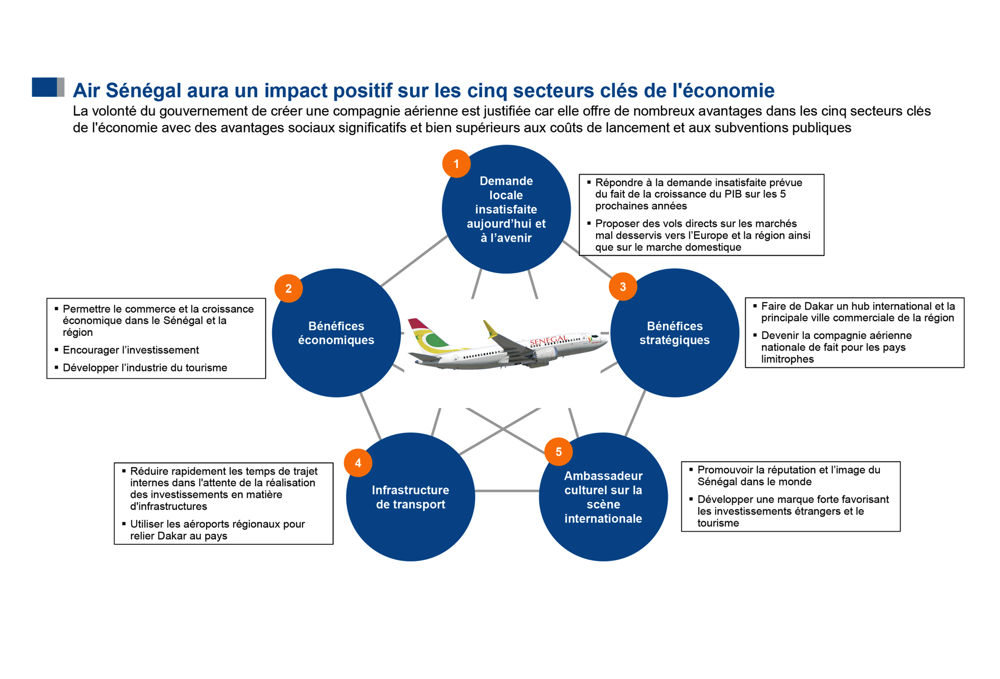 Air Sénégal aura un impact positif sur les cinq secteurs clés de l'économie
La volonté du gouvernement de créer une compagnie aérienne est justifiée car elle offre de nombreux avantages dans les cinq secteurs clés
de l'économie avec des avantages sociaux significatifs et bien supérieurs aux coûts de lancement et aux subventions publiques
1
Demande
locale
insatisfaite
aujourd’hui et
à l’avenir
▪ Répondre à la demande insatisfaite prévue
du fait de la croissance du PIB sur les 5
prochaines années
▪ Proposer des vols directs sur les marchés
mal desservis vers l’Europe et la région ainsi
que sur le marche domestique
2
Bénéfices
économiques
▪ Permettre le commerce et la croissance
économique dans le Sénégal et la
région
▪ Encourager l’investissement
▪ Développer l’industrie du tourisme
SENEGAL
3
Bénéfices
stratégiques
▪ Faire de Dakar un hub international et la
principale ville commerciale de la région
▪ Devenir la compagnie aérienne
nationale de fait pour les pays
limitrophes
4
Infrastructure
de transport
▪ Réduire rapidement les temps de trajet
internes dans l'attente de la réalisation
des investissements en matière
d'infrastructures
▪ Utiliser les aéroports régionaux pour
relier Dakar au pays
5
Ambassadeur
culturel sur la
scène
internationale
▪ Promouvoir la réputation et l’image du
Sénégal dans le monde
▪ Développer une marque forte favorisant
les investissements étrangers et le
tourisme